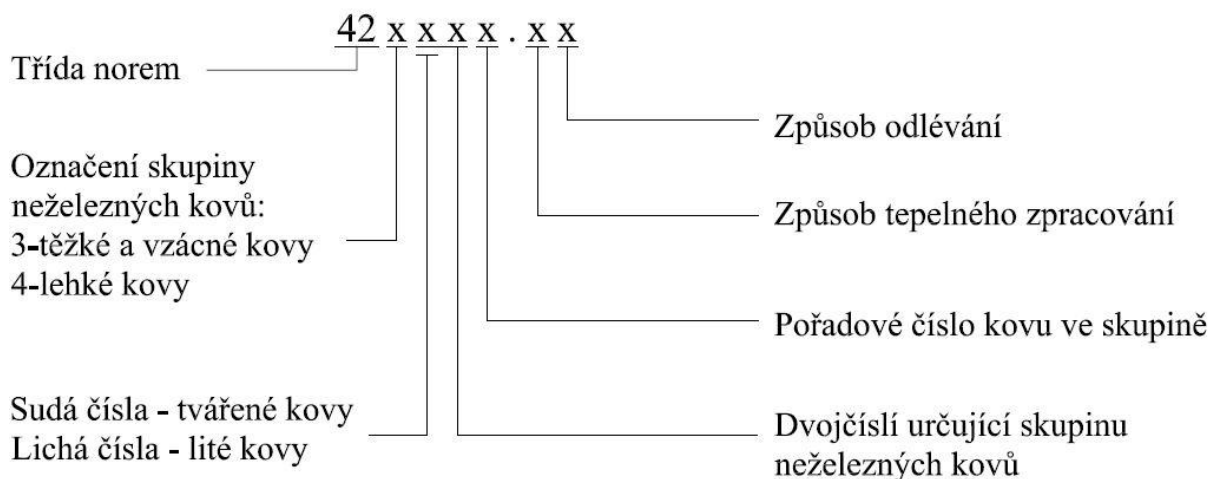 42 x x x x . x x
Třída norem
Označení skupiny
neželezných kovů:
3-těžké a vzácné kovy
4-lehké kovy
Sudá čísla - tvářené kovy
Lichá čísla - lité kovy
Způsob odlévání
Způsob tepelného zpracování
Pořadové číslo kovu ve skupině
Dvojčíslí určující skupinu
neželezných kovů